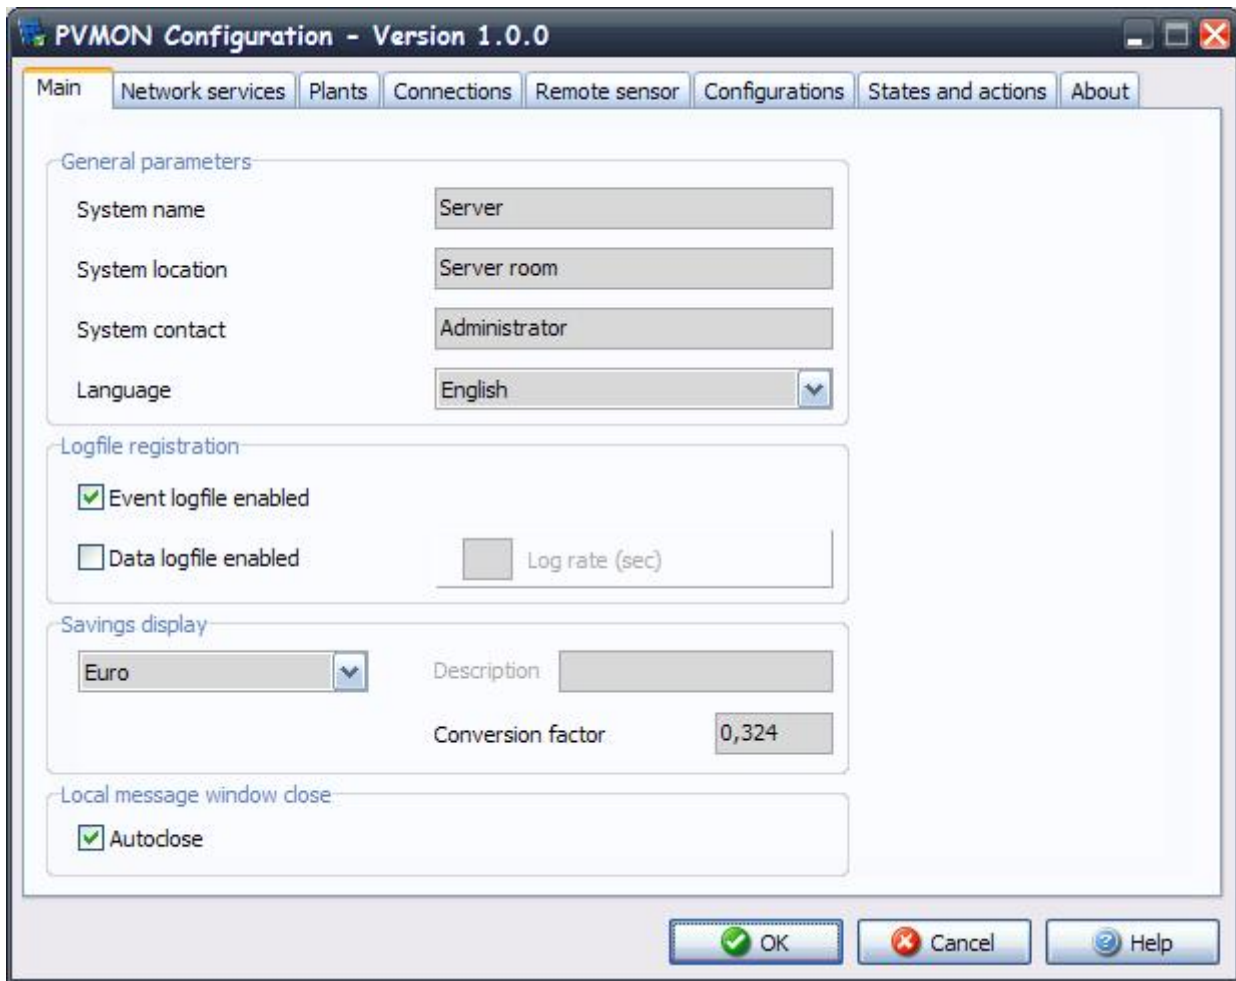 PVMON Configuration - Version 1.0.0
Main Network services Plants Connections Remote sensor Configurations States and actions About
General parameters
System name Server
System location Server room
System contact Administrator
Language English
Logfile registration
Event logfile enabled
Data logfile enabled Log rate (sec)
Savings display
Euro Description
Conversion factor 0,324
Local message window close
Autoclose
OK Cancel Help